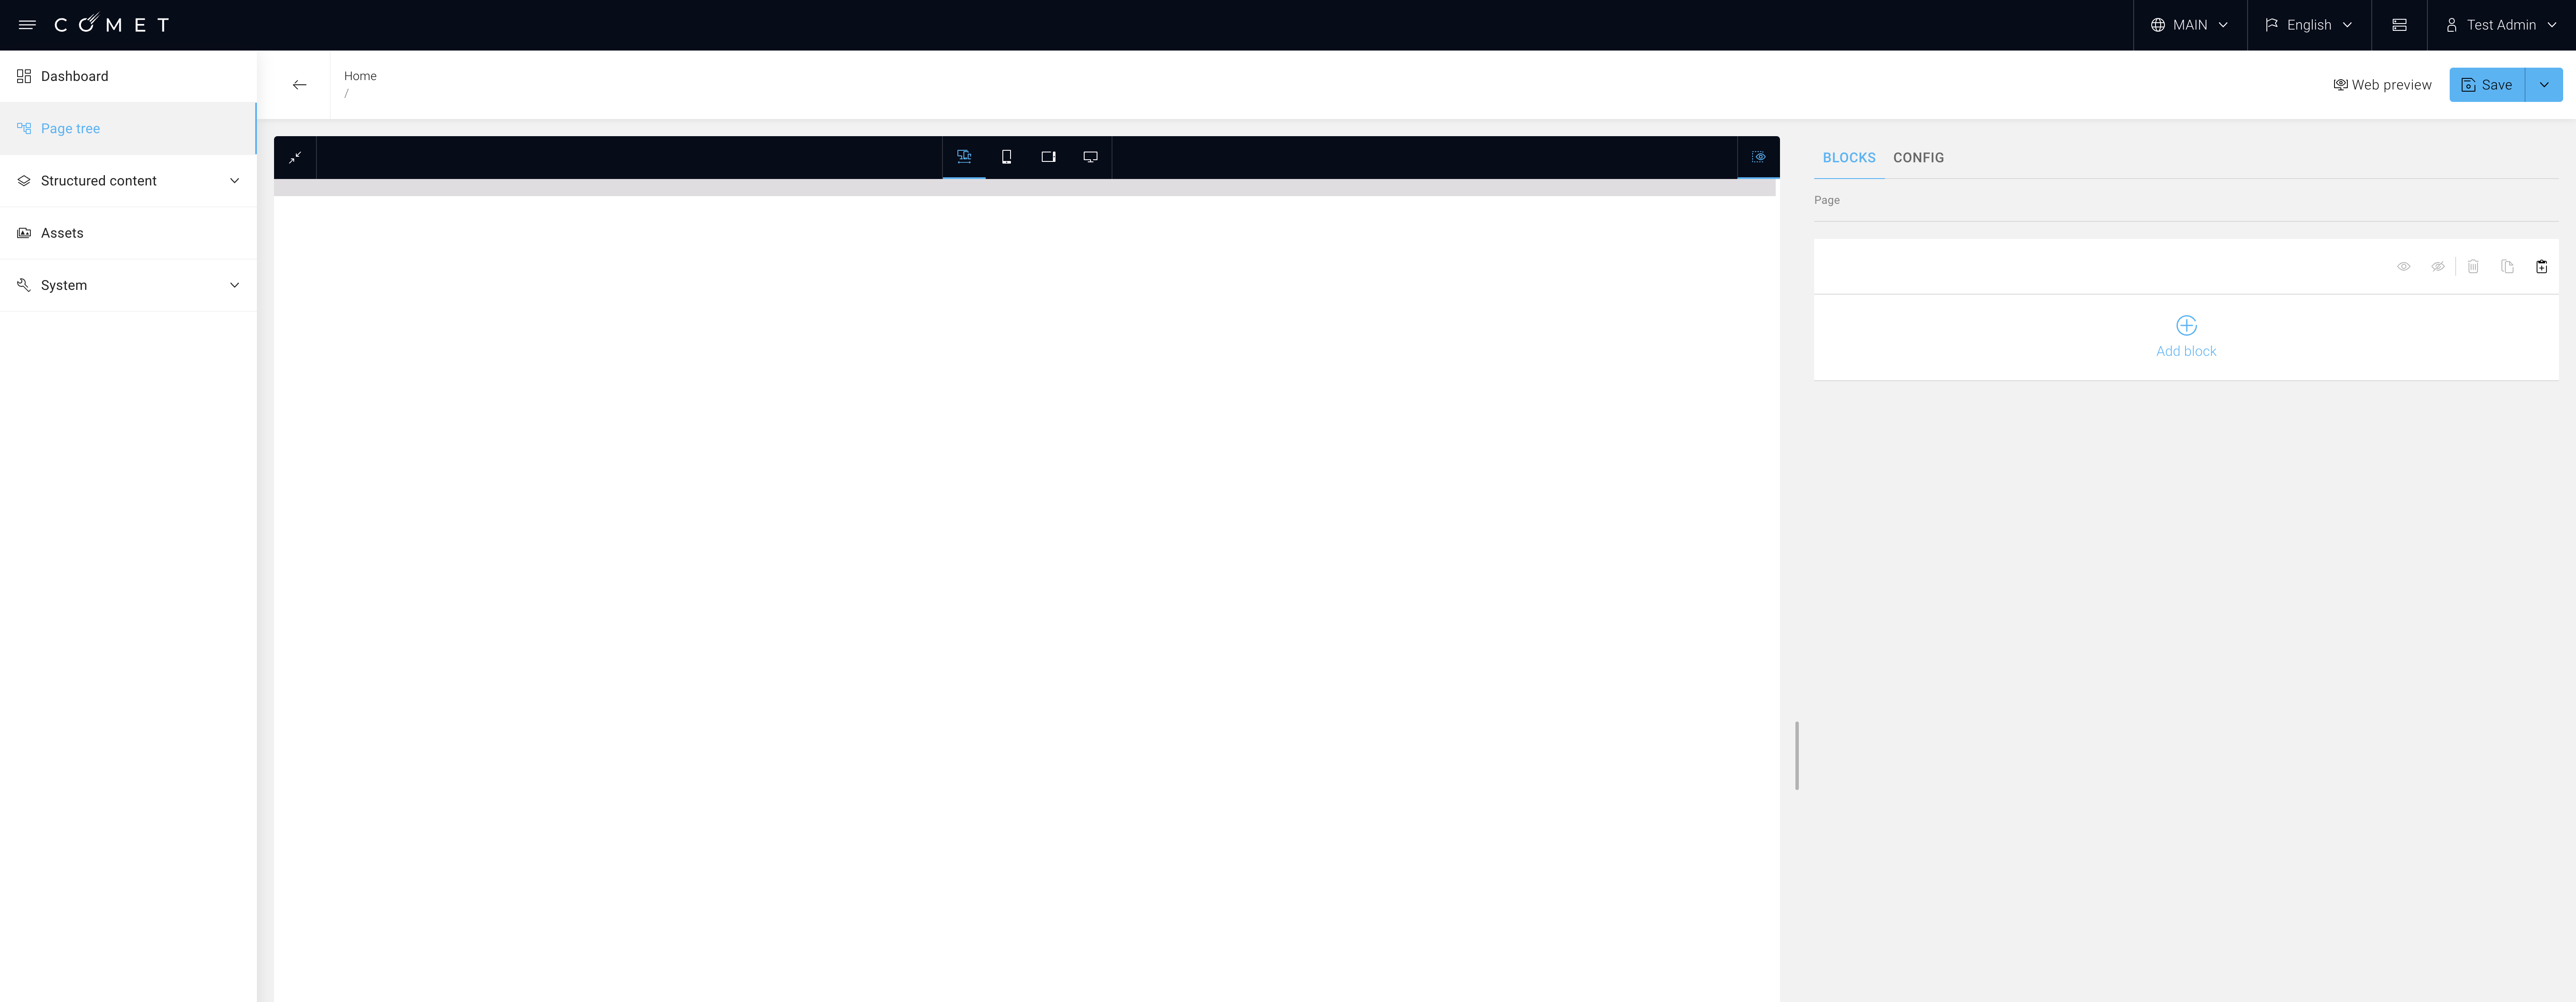 COMET
MAIN
English
Test Admin
Dashboard
Page tree
Structured content
Assets
System
Home
/
Web preview
Save
BLOCKS
CONFIG
Page
Add block